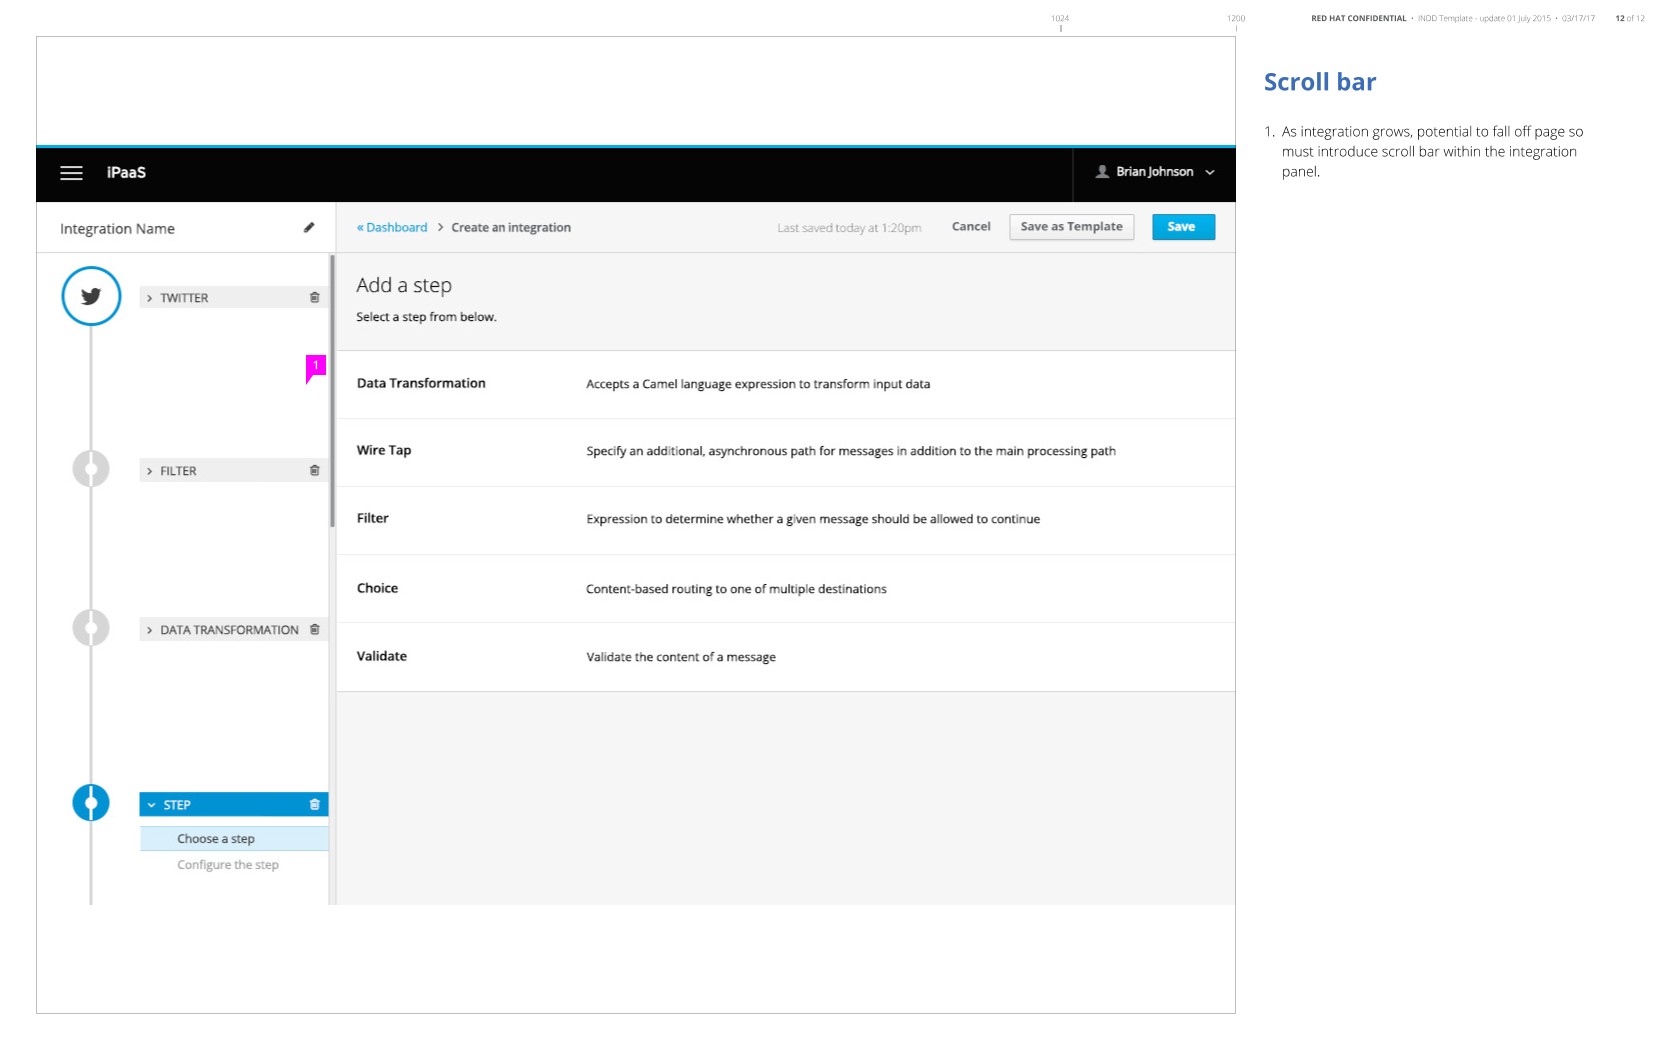 1024
1200
RED HAT CONFIDENTIAL • INDD Template - update 01 July 2015 • 03/17/17 12 of 12
Scroll bar
1. As integration grows, potential to fall off page so
must introduce scroll bar within the integration
panel.
iPaaS
Brian Johnson
Integration Name
« Dashboard > Create an integration
Last saved today at 1:20pm
Cancel
Save as Template
Save
> TWITTER
1
> FILTER
> DATA TRANSFORMATION
STEP
Choose a step
Configure the step
Add a step
Select a step from below.
Data Transformation Accepts a Camel language expression to transform input data
Wire Tap Specify an additional, asynchronous path for messages in addition to the main processing path
Filter Expression to determine whether a given message should be allowed to continue
Choice Content-based routing to one of multiple destinations
Validate Validate the content of a message